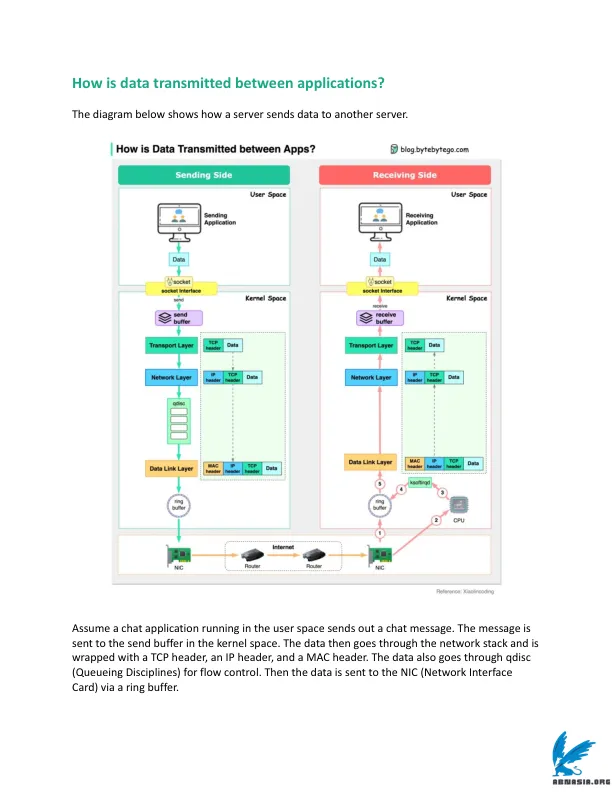 How is data transmitted between applications?
The diagram below shows how a server sends data to another server.
How is Data Transmitted between Apps?
blog.bytebytego.com
Sending Side
User Space
Sending
Application
Data
socket
socket Interface
send
Kernel Space
send
buffer
Transport Layer
TCP
header
Data
Network Layer
IP
header
TCP
header
Data
qdisc
Data Link Layer
MAC
header
IP
header
TCP
header
Data
ring
buffer
Receiving Side
User Space
Receiving
Application
Data
socket
socket Interface
receive
Kernel Space
receive
buffer
Transport Layer
TCP
header
Data
Network Layer
IP
header
TCP
header
Data
Data Link Layer
MAC
header
IP
header
TCP
header
Data
5
4
ksoftirqd
3
ring
buffer
CPU
1
2
NIC
Internet
Router
Router
NIC
Reference: Xiaolincoding
Assume a chat application running in the user space sends out a chat message. The message is
sent to the send buffer in the kernel space. The data then goes through the network stack and is
wrapped with a TCP header, an IP header, and a MAC header. The data also goes through qdisc
(Queueing Disciplines) for flow control. Then the data is sent to the NIC (Network Interface
Card) via a ring buffer.
ABNASIA.ORG